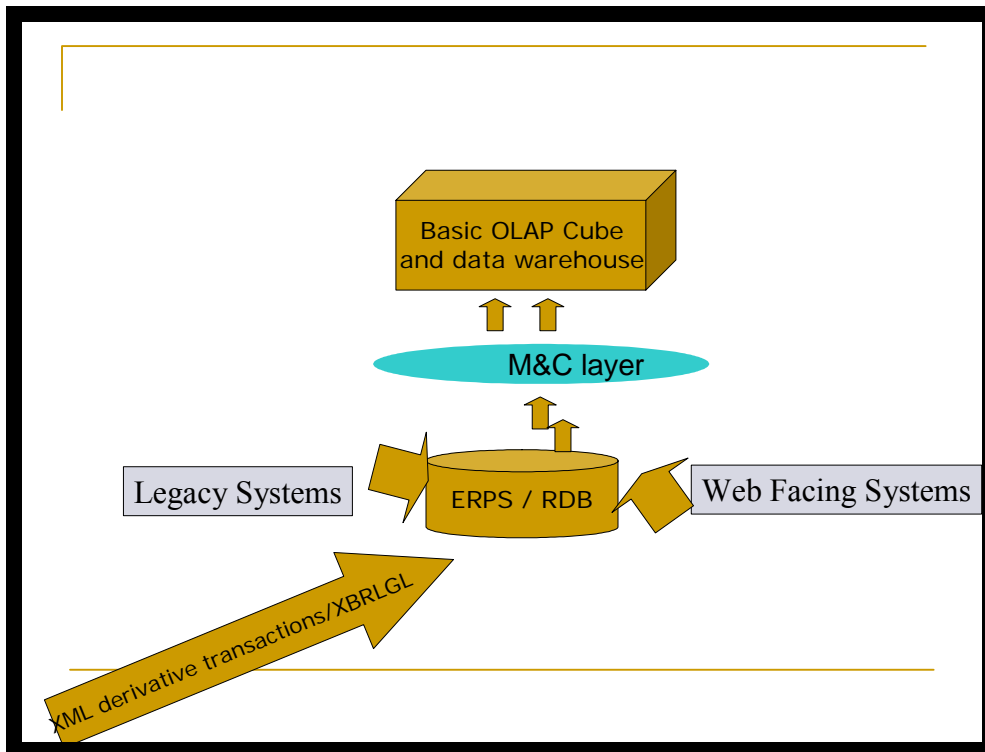 Basic OLAP Cube
and data warehouse
M&C layer
Legacy Systems
ERPS / RDB
Web Facing Systems
XML derivative transactions/XBRLGL